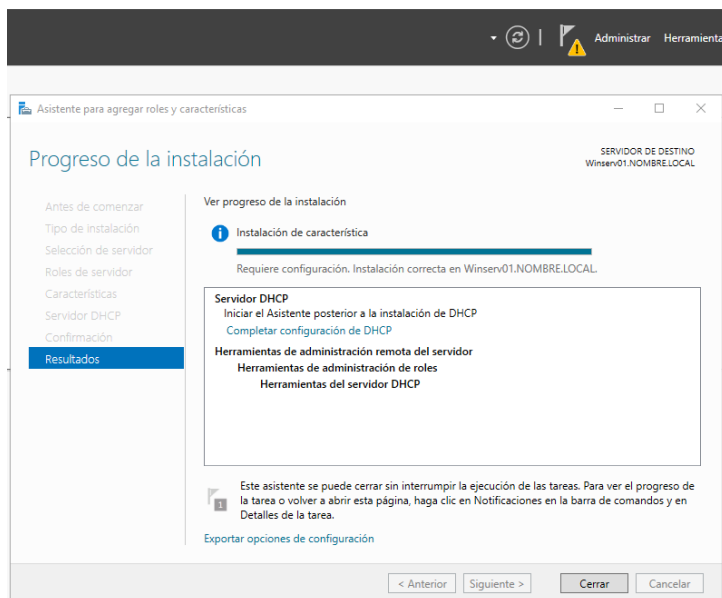 Administrar Herramienta
Asistente para agregar roles y características
Progreso de la instalación
SERVIDOR DE DESTINO
Winserv01.NOMBRE.LOCAL
Antes de comenzar
Tipo de instalación
Selección de servidor
Roles de servidor
Características
Servidor DHCP
Confirmación
Resultados
Ver progreso de la instalación
Instalación de característica
Requiere configuración. Instalación correcta en Winserv01.NOMBRE.LOCAL.
Servidor DHCP
Iniciar el Asistente posterior a la instalación de DHCP
Completar configuración de DHCP
Herramientas de administración remota del servidor
Herramientas de administración de roles
Herramientas del servidor DHCP
1
Este asistente se puede cerrar sin interrumpir la ejecución de las tareas. Para ver el progreso de
la tarea o volver a abrir esta página, haga clic en Notificaciones en la barra de comandos y en
Detalles de la tarea.
Exportar opciones de configuración
< Anterior Siguiente > Cerrar Cancelar